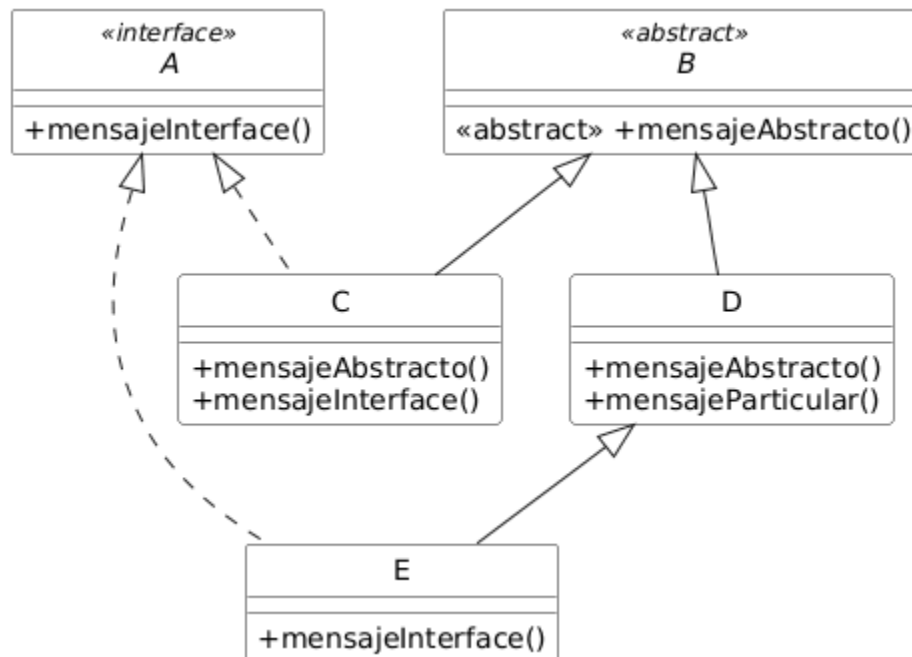 «interface»
A
+mensajeInterface()
«abstract»
B
«abstract» +mensajeAbstracto()
C
+mensajeAbstracto()
+mensajeInterface()
D
+mensajeAbstracto()
+mensajeParticular()
E
+mensajeInterface()